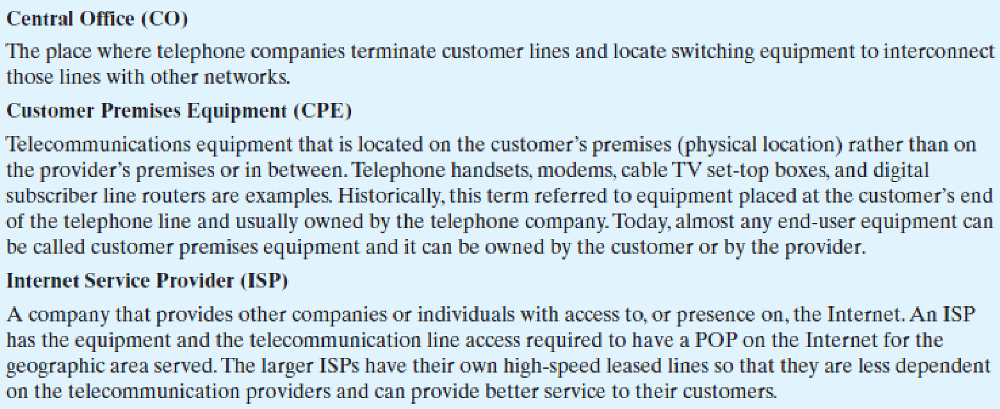 Central Office (CO)
The place where telephone companies terminate customer lines and locate switching equipment to interconnect
those lines with other networks.
Customer Premises Equipment (CPE)
Telecommunications equipment that is located on the customer’s premises (physical location) rather than on
the provider’s premises or in between. Telephone handsets, modems, cable TV set-top boxes, and digital
subscriber line routers are examples. Historically, this term referred to equipment placed at the customer’s end
of the telephone line and usually owned by the telephone company. Today, almost any end-user equipment can
be called customer premises equipment and it can be owned by the customer or by the provider.
Internet Service Provider (ISP)
A company that provides other companies or individuals with access to, or presence on, the Internet. An ISP
has the equipment and the telecommunication line access required to have a POP on the Internet for the
geographic area served. The larger ISPs have their own high-speed leased lines so that they are less dependent
on the telecommunication providers and can provide better service to their customers.